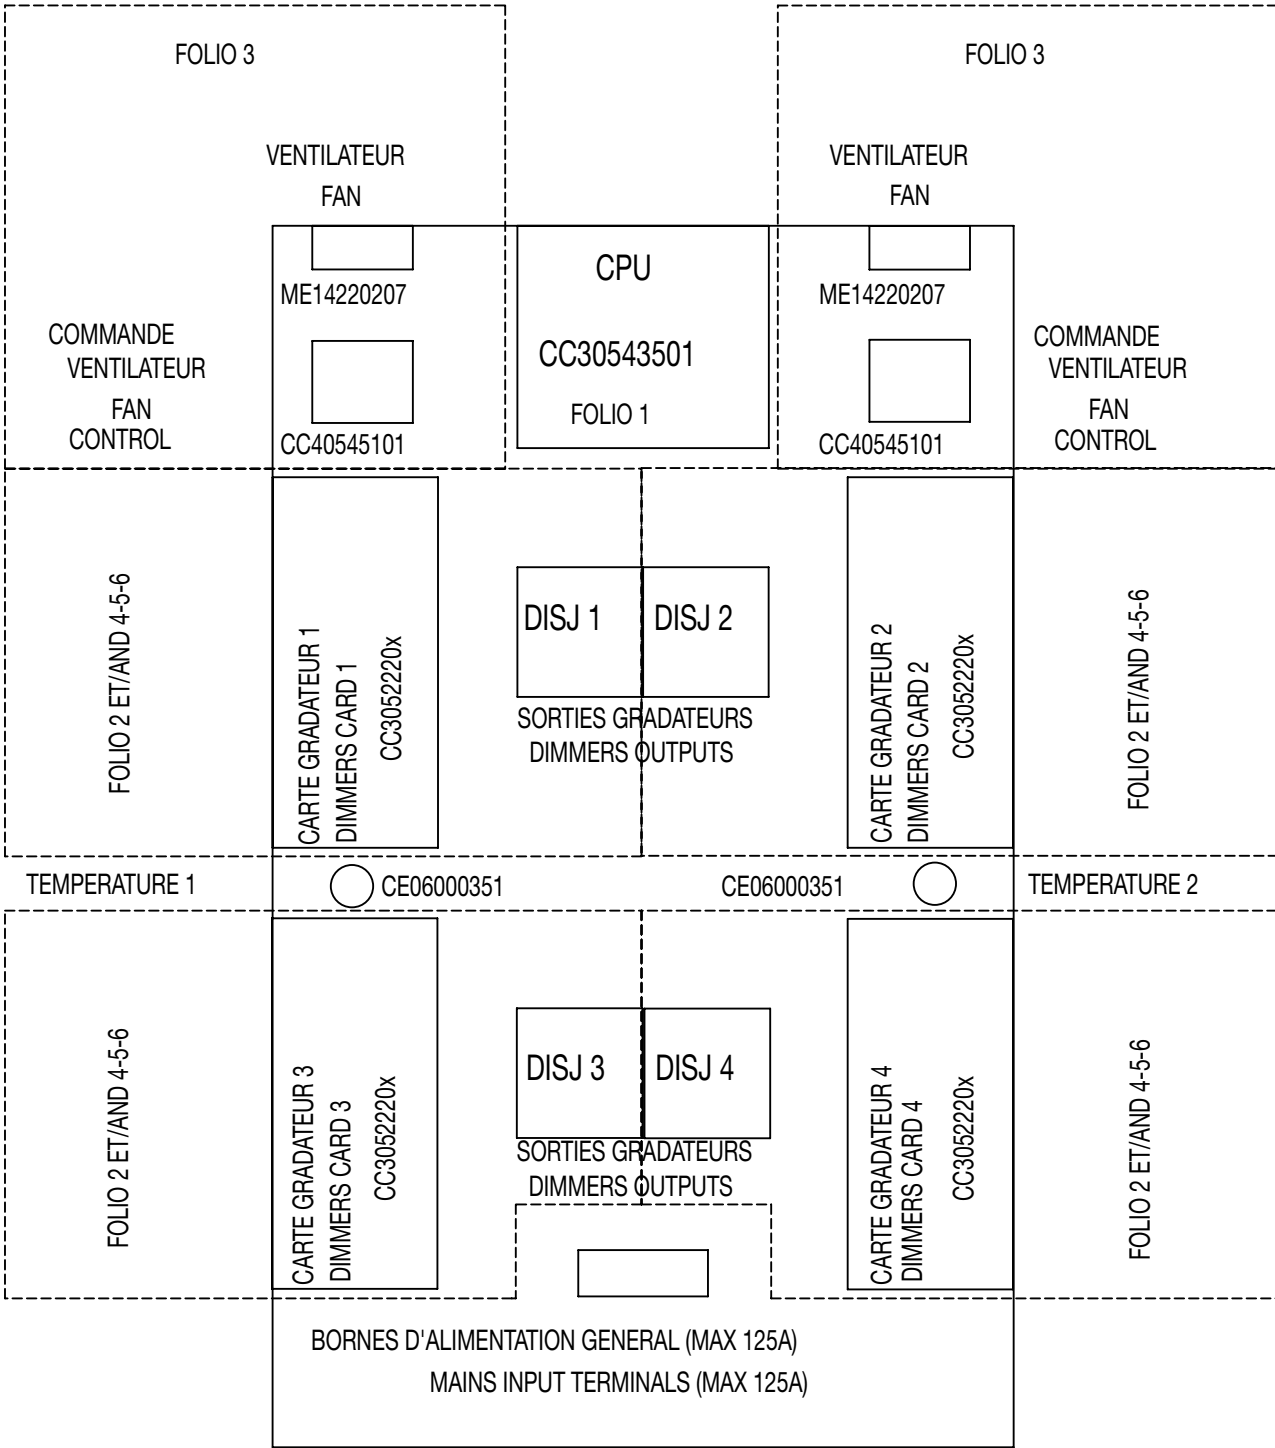 FOLIO 3
FOLIO 3
VENTILATEUR
FAN
VENTILATEUR
FAN
CPU
CC30543501
FOLIO 1
ME14220207
ME14220207
COMMANDE
VENTILATEUR
FAN
CONTROL
CC40545101
CC40545101
COMMANDE
VENTILATEUR
FAN
CONTROL
FOLIO 2 ET/AND 4-5-6
CARTE GRADATEUR 1
DIMMERS CARD 1
CC3052220x
DISJ 1
DISJ 2
SORTIES GRADATEURS
DIMMERS OUTPUTS
CARTE GRADATEUR 2
DIMMERS CARD 2
CC3052220x
FOLIO 2 ET/AND 4-5-6
TEMPERATURE 1
CE06000351
CE06000351
TEMPERATURE 2
FOLIO 2 ET/AND 4-5-6
CARTE GRADATEUR 3
DIMMERS CARD 3
CC3052220x
DISJ 3
DISJ 4
SORTIES GRADATEURS
DIMMERS OUTPUTS
CARTE GRADATEUR 4
DIMMERS CARD 4
CC3052220x
FOLIO 2 ET/AND 4-5-6
BORNES D'ALIMENTATION GENERAL (MAX 125A)
MAINS INPUT TERMINALS (MAX 125A)